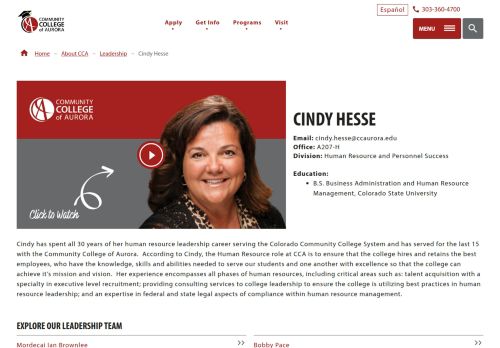 COMMUNITY
COLLEGE
of AURORA
Apply
Get Info
Programs
Visit
Español
303-360-4700
MENU
Home – About CCA – Leadership – Cindy Hesse
COMMUNITY
COLLEGE
of AURORA
Click to Watch
CINDY HESSE
Email: cindy.hesse@ccaurora.edu
Office: A207-H
Division: Human Resource and Personnel Success
Education:
• B.S. Business Administration and Human Resource
Management, Colorado State University
Cindy has spent all 30 years of her human resource leadership career serving the Colorado Community College System and has served for the last 15
with the Community College of Aurora. According to Cindy, the Human Resource role at CCA is to ensure that the college hires and retains the best
employees, who have the knowledge, skills and abilities needed to serve our students and one another with excellence so that the college can
achieve it's mission and vision. Her experience encompasses all phases of human resources, including critical areas such as: talent acquisition with a
specialty in executive level recruitment; providing consulting services to college leadership to ensure the college is utilizing best practices in human
resource leadership; and an expertise in federal and state legal aspects of compliance within human resource management.
EXPLORE OUR LEADERSHIP TEAM
Mordecai Ian Brownlee >>
Bobby Pace >>